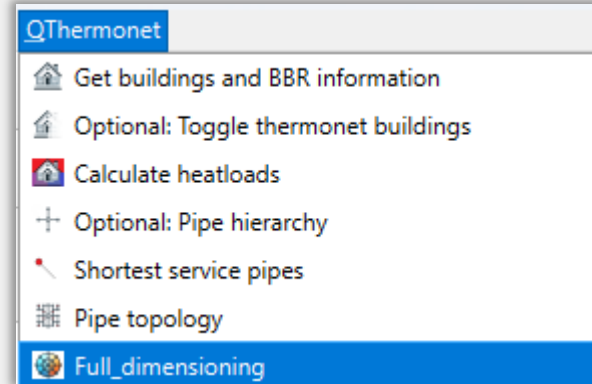 QThermonet
Get buildings and BBR information
Optional: Toggle thermonet buildings
Calculate heatloads
Optional: Pipe hierarchy
Shortest service pipes
Pipe topology
Full_dimensioning